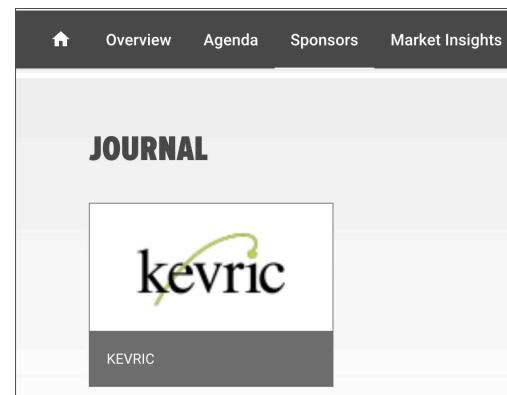 Overview Agenda Sponsors Market Insights
JOURNAL
kevric
KEVRIC